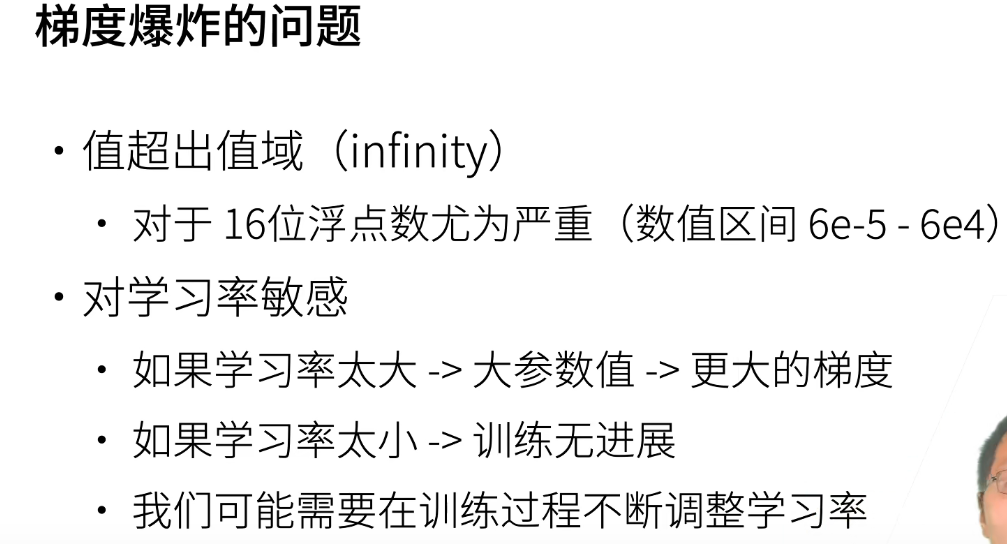 梯度爆炸的问题
• 值超出值域（infinity）
• 对于 16位浮点数尤为严重（数值区间 6e-5 - 6e4）
• 对学习率敏感
• 如果学习率太大 -> 大参数值 -> 更大的梯度
• 如果学习率太小 -> 训练无进展
• 我们可能需要在训练过程不断调整学习率